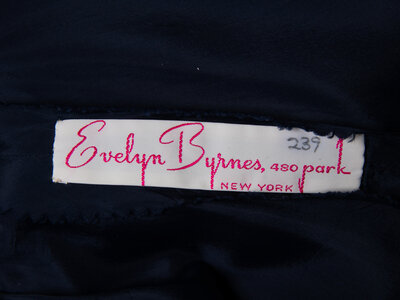 239
Evelyn Byrnes, 480 park
NEW YORK